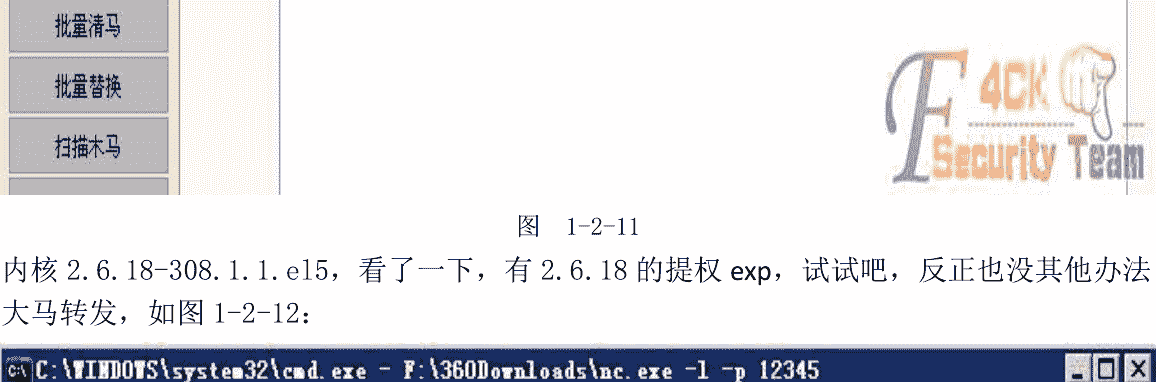 批量清马
批量替换
扫描木马
F4CK
Security Team
图 1-2-11
内核 2.6.18-308.1.1.el5，看了一下，有 2.6.18 的提权 exp，试试吧，反正也没其他办法
大马转发，如图 1-2-12：
C:\WINDOWS\system32\cmd.exe - F:\360Downloads\nc.exe -l -p 12345